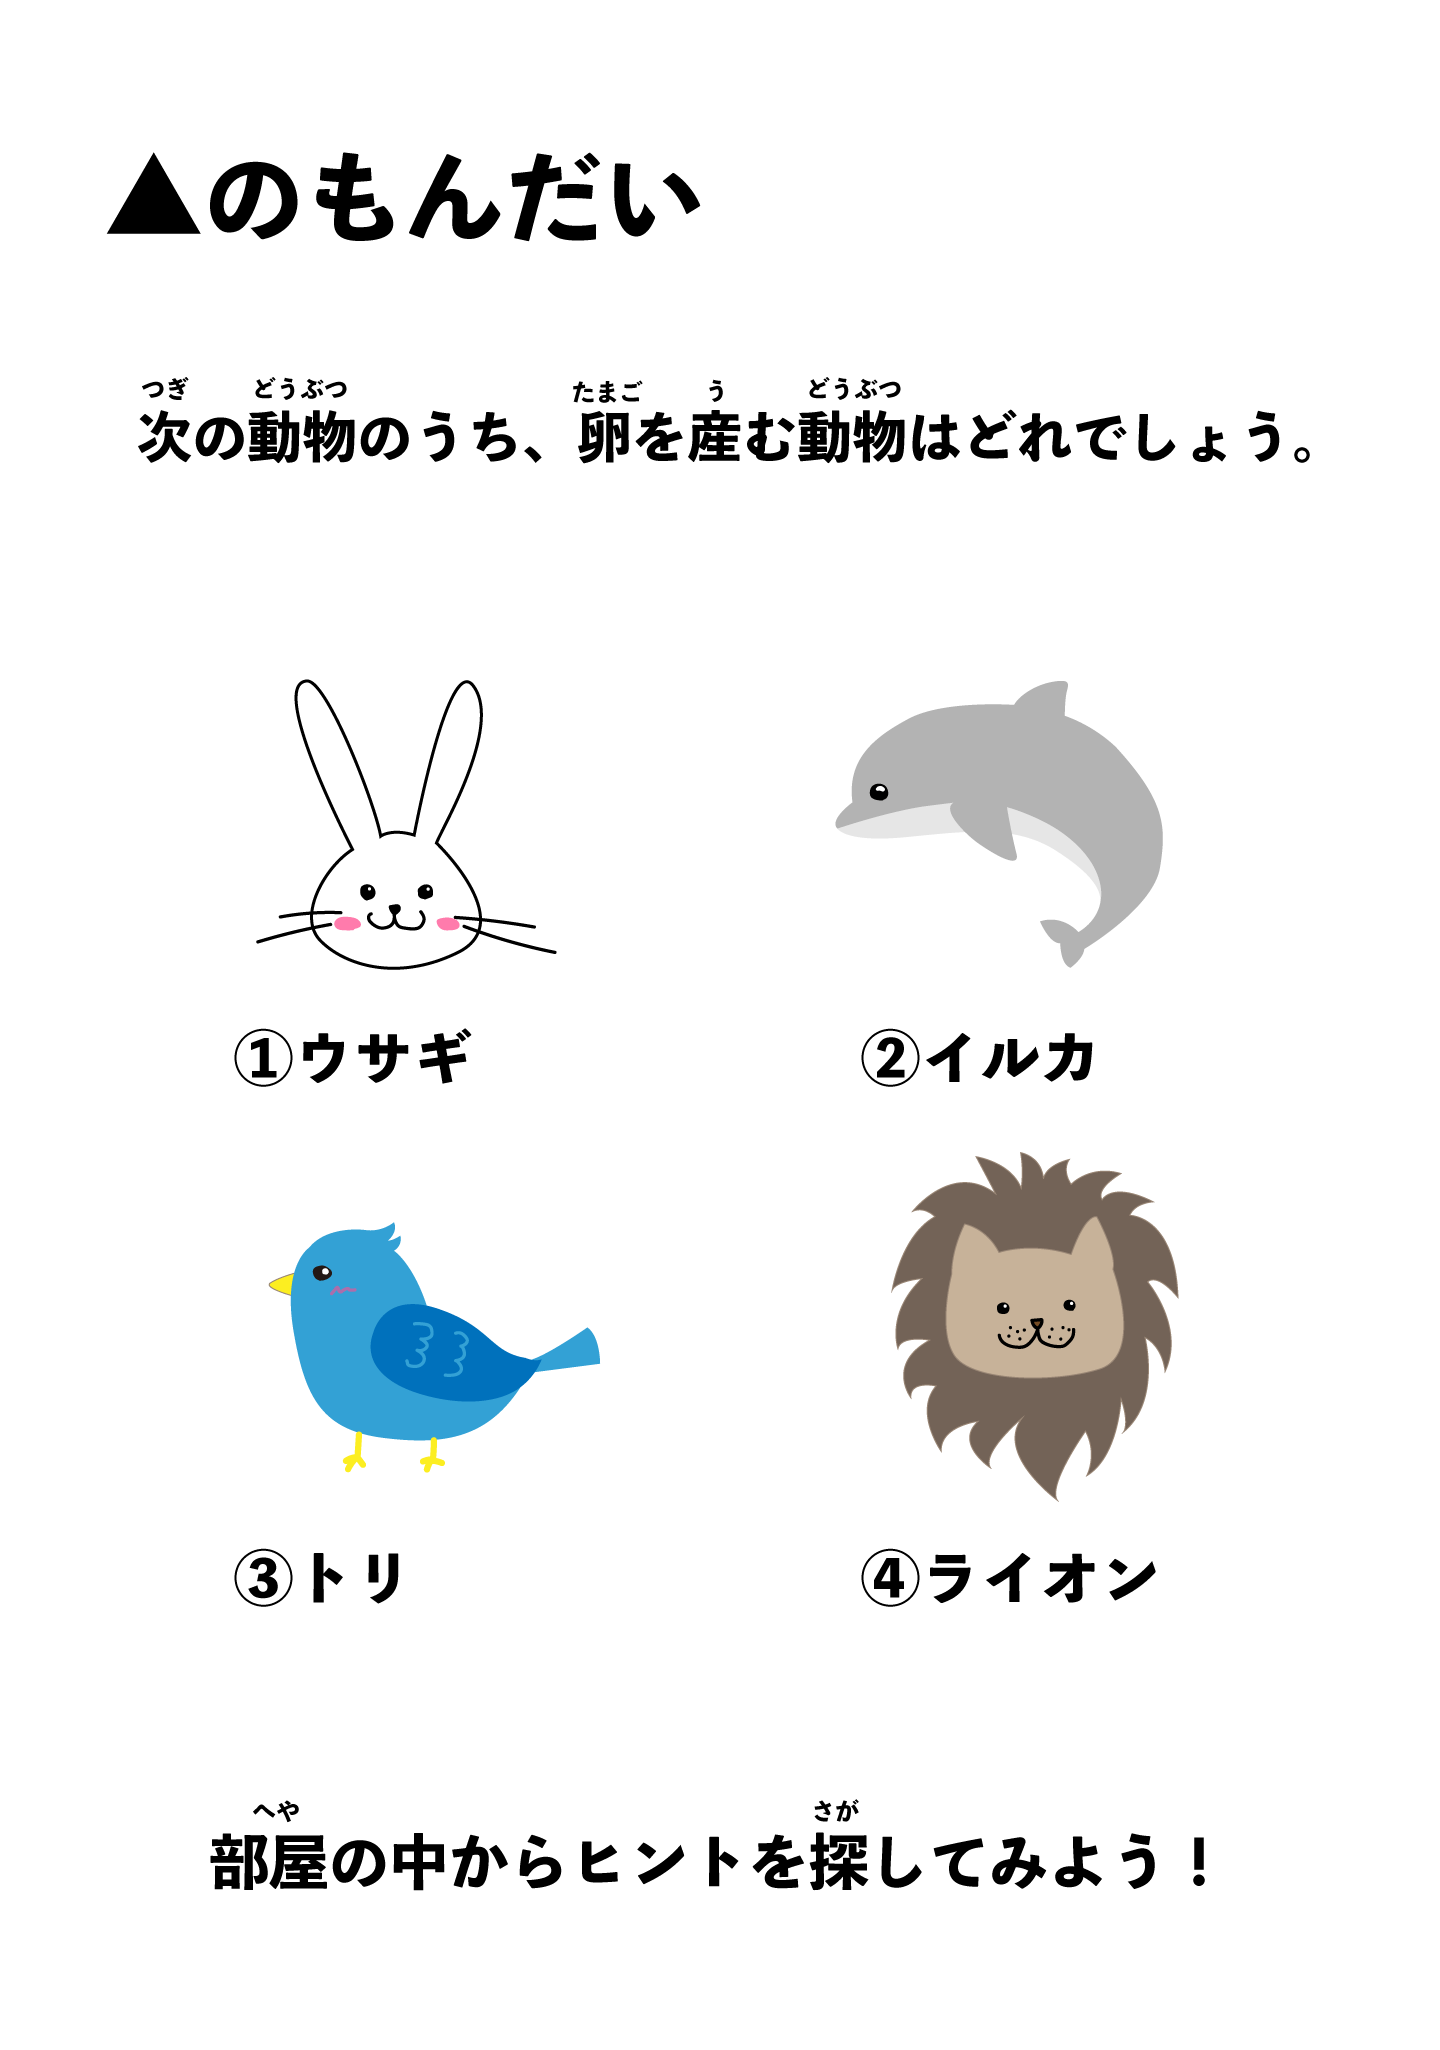 ▲のもんだい
つぎ どうぶつ たまご う どうぶつ
次の動物のうち、卵を産む動物はどれでしょう。
①ウサギ
②イルカ
③トリ
④ライオン
へや さが
部屋の中からヒントを探してみよう！